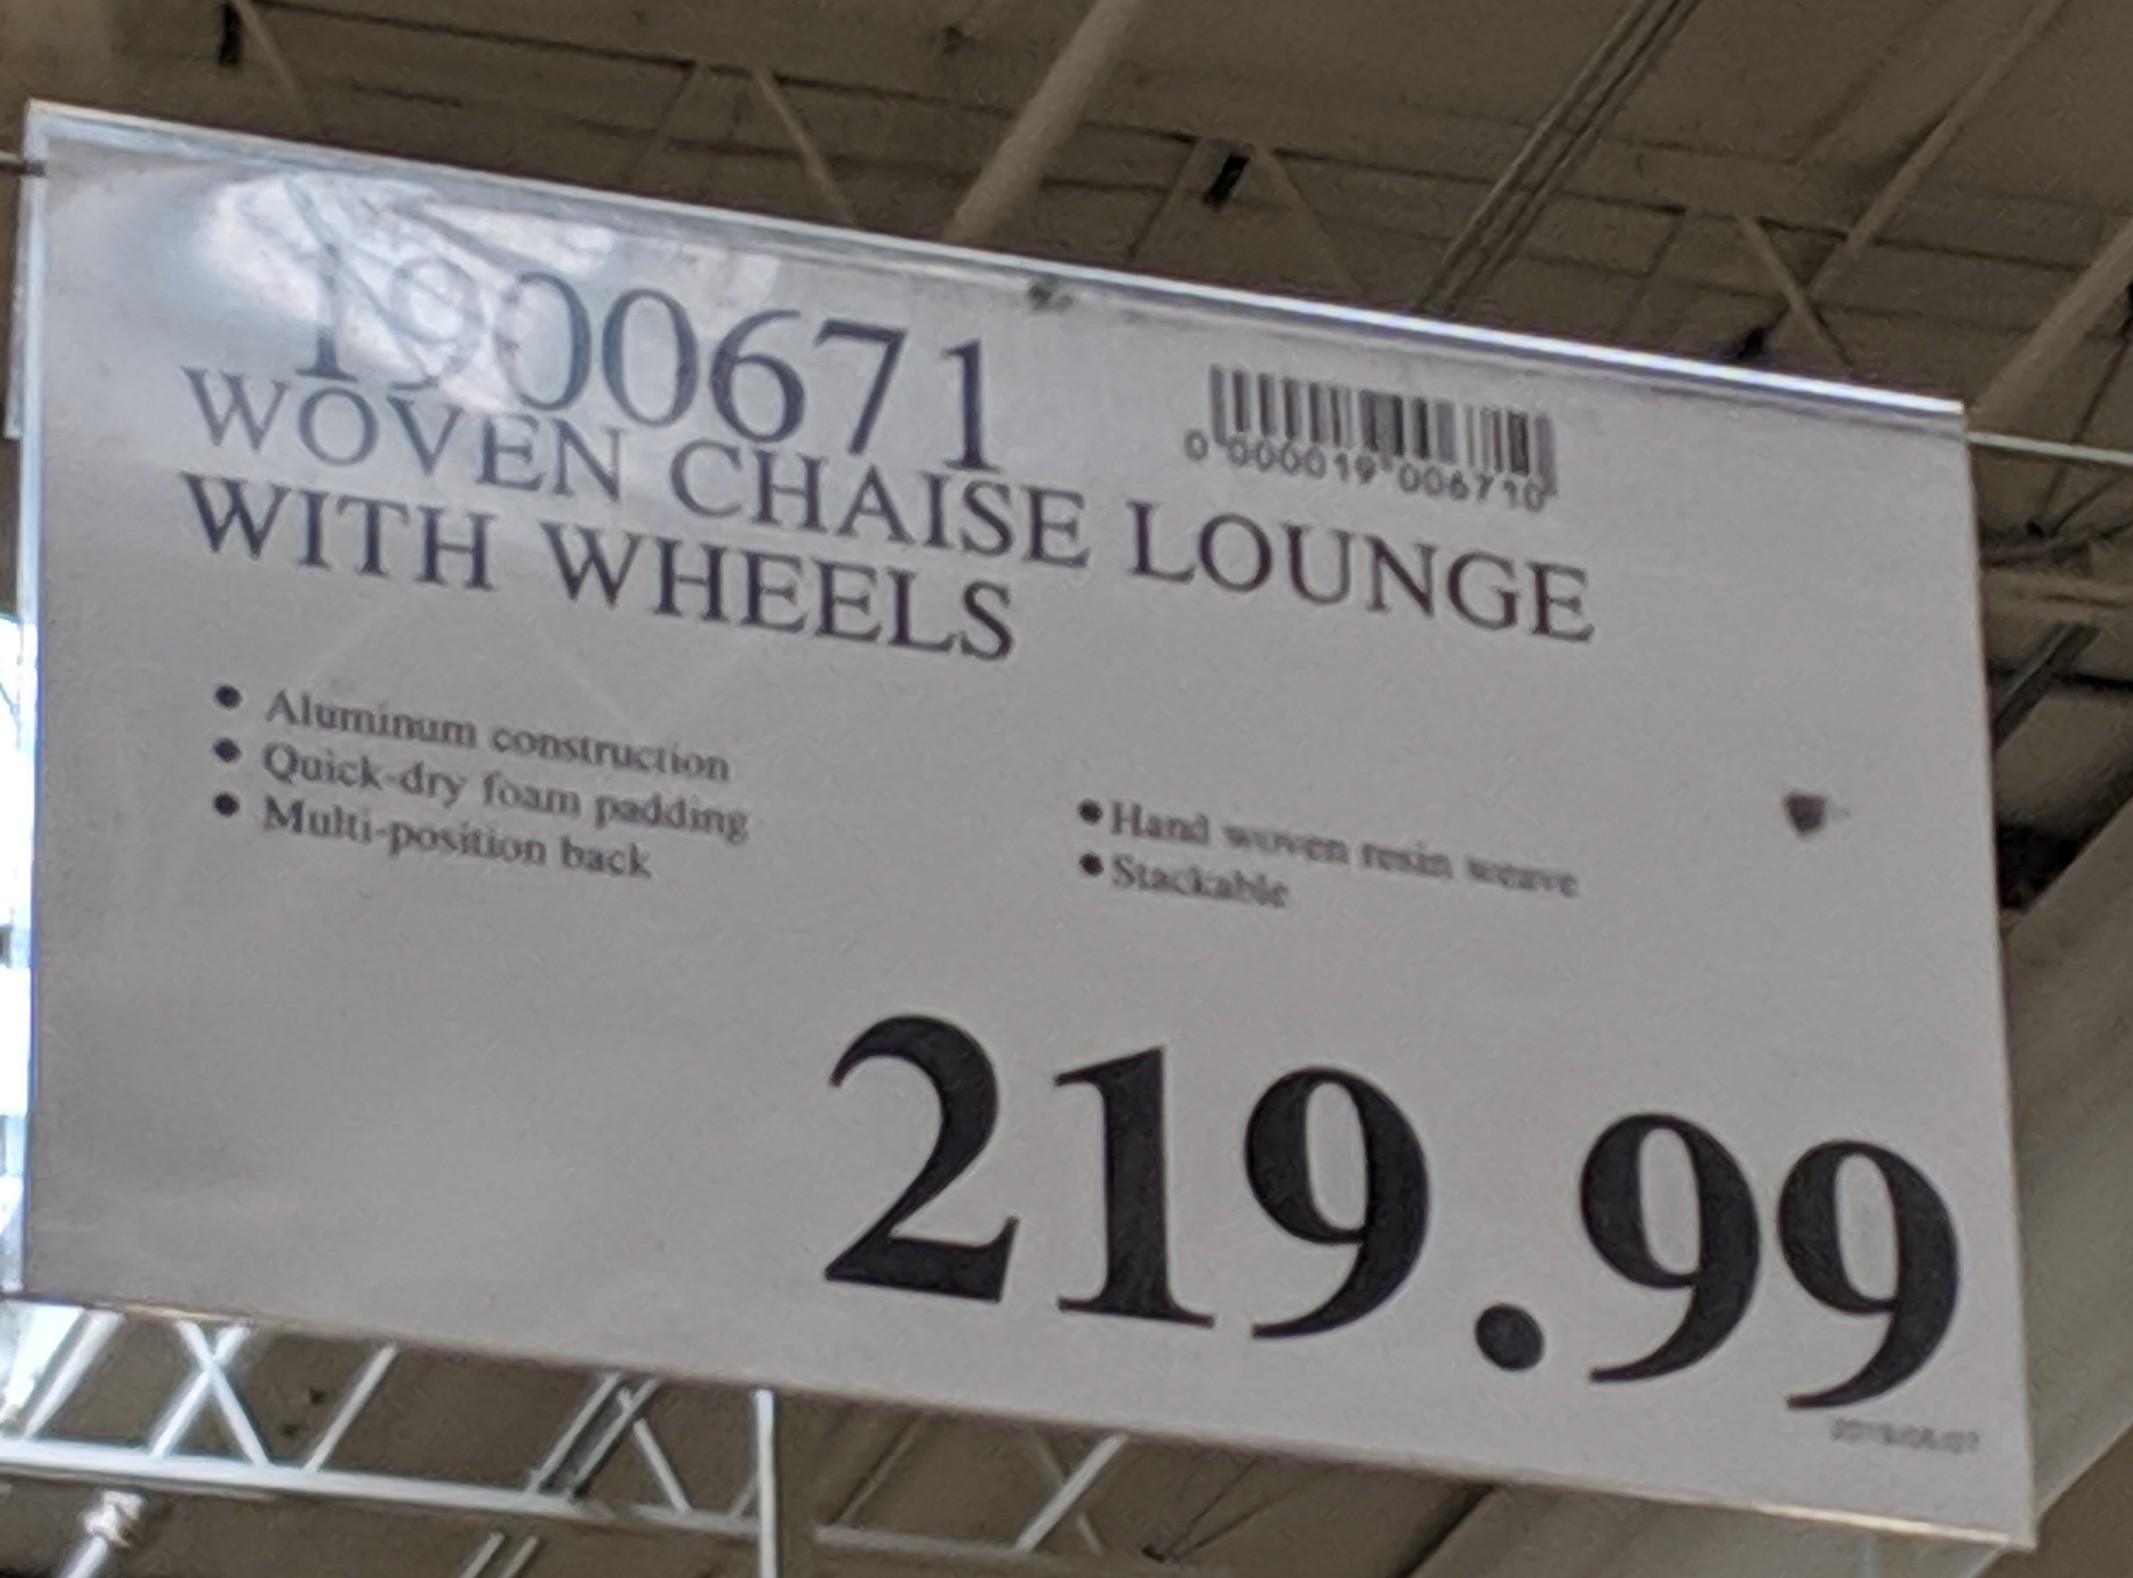 1900671
0 000019 006710
WOVEN CHAISE LOUNGE
WITH WHEELS
• Aluminum construction
• Quick-dry foam padding
• Multi-position back
• Hand woven resin weave
• Stackable
219.99